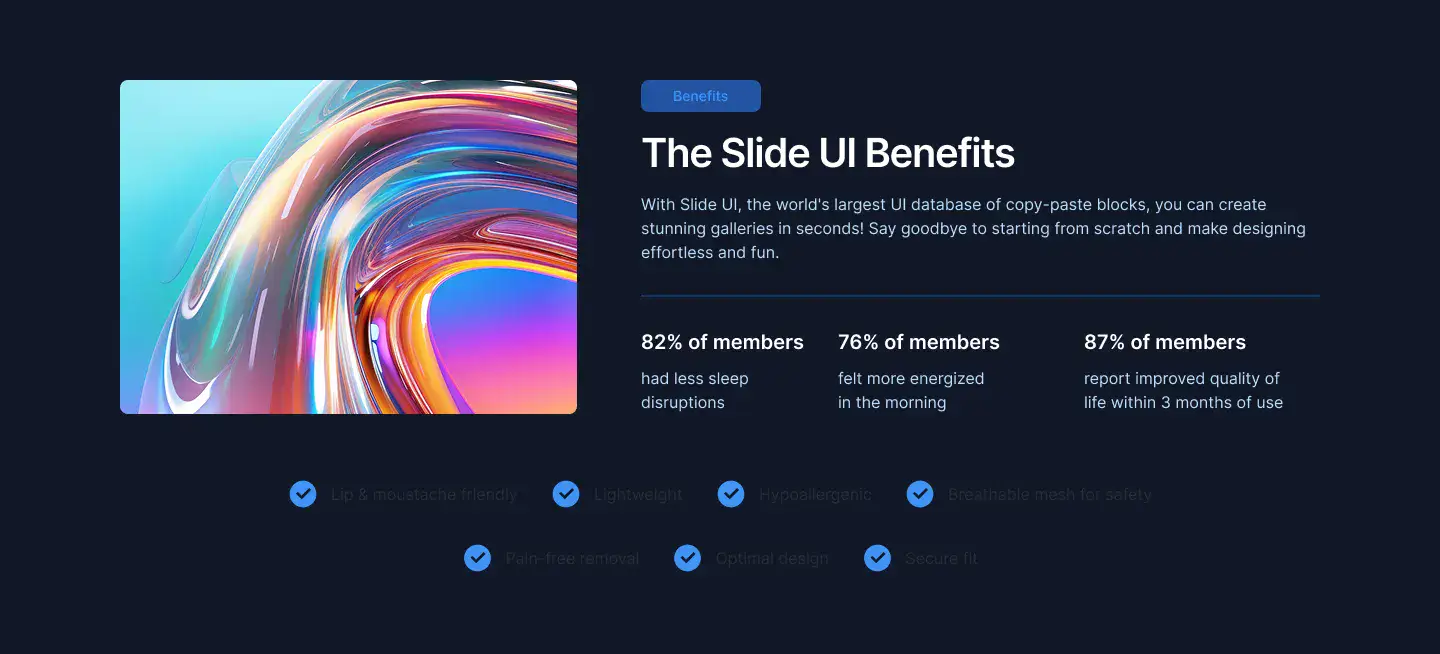 Benefits
The Slide UI Benefits
With Slide UI, the world's largest UI database of copy-paste blocks, you can create
stunning galleries in seconds! Say goodbye to starting from scratch and make designing
effortless and fun.
82% of members
76% of members
87% of members
had less sleep
disruptions
felt more energized
in the morning
report improved quality of
life within 3 months of use
Lip & moustache friendly
Lightweight
Hypoallergenic
Breathable mesh for safety
Pain-free removal
Optimal design
Secure fit